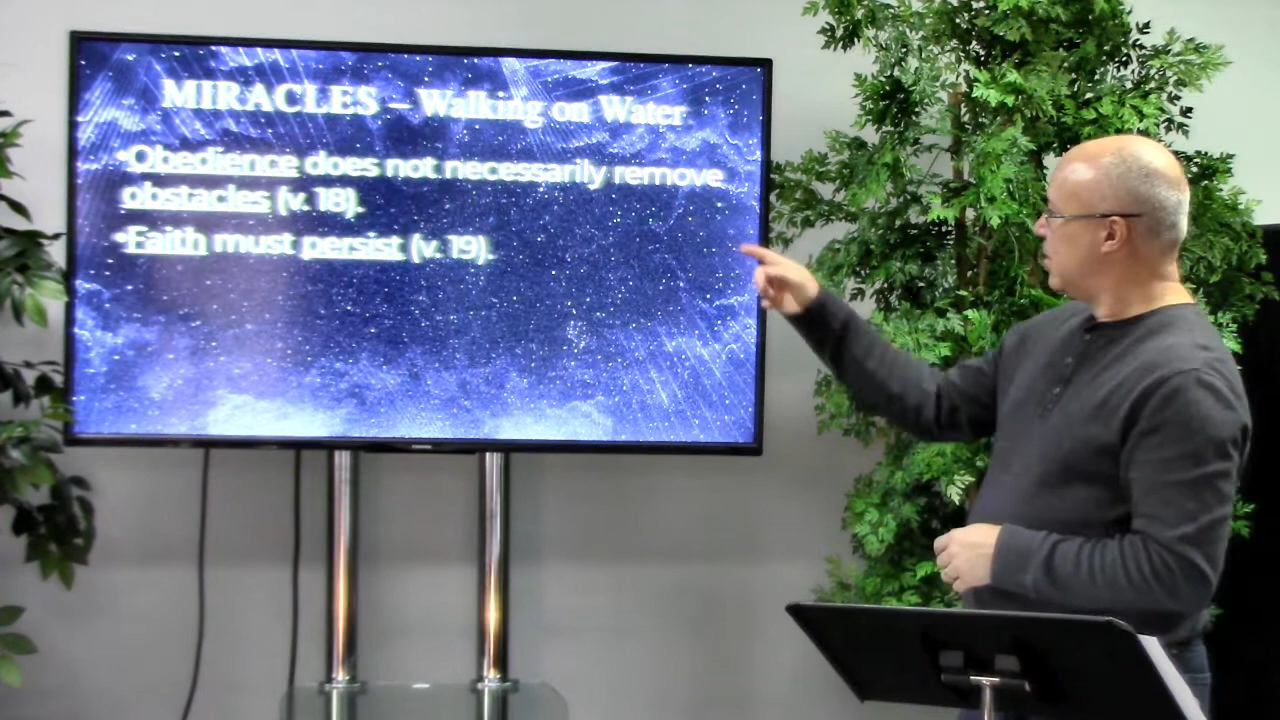 MIRACLES – Walking on Water
•Obedience does not necessarily remove
obstacles (v. 18).
•Faith must persist (v. 19).